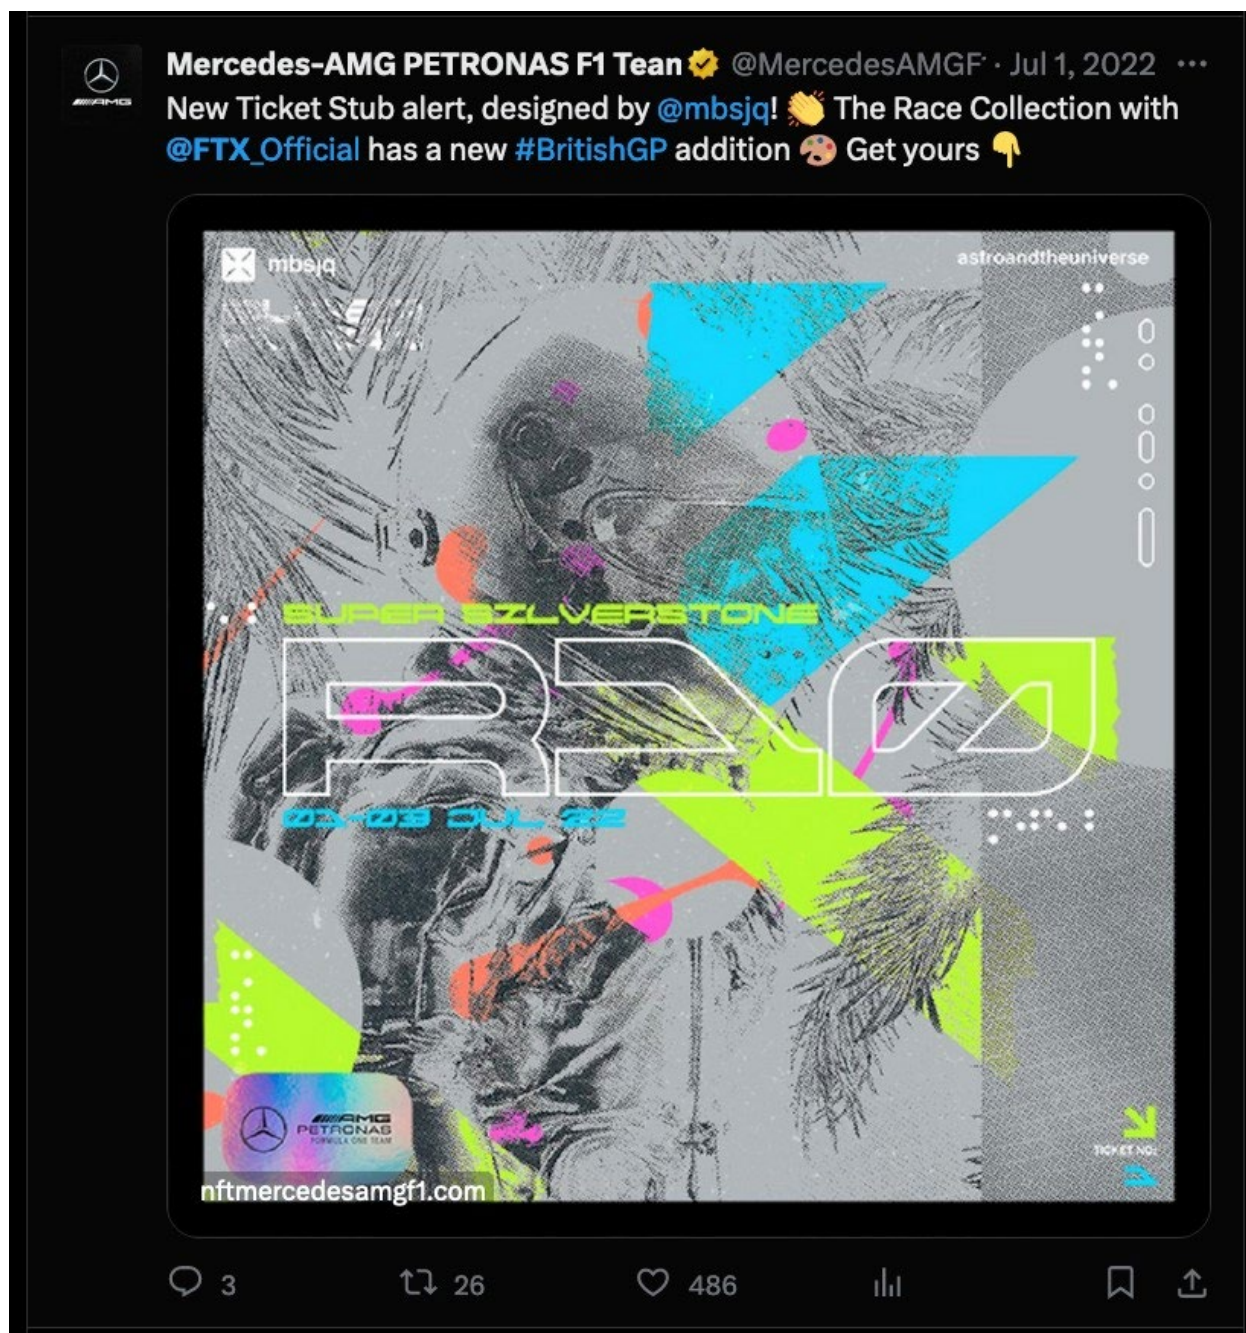 Mercedes-AMG PETRONAS F1 Tean @MercedesAMGF · Jul 1, 2022 ···
New Ticket Stub alert, designed by @mbsjq! 👏 The Race Collection with
@FTX_Official has a new #BritishGP addition 🎨 Get yours 👇
AMG
mbsjq
astroandtheuniverse
SUPER SZLVERSTONE
01-03 JUL 22
AMG
PETRONAS
FORMULA ONE TEAM
TICKET NO:
nftmercedesamgf1.com
3 26 486